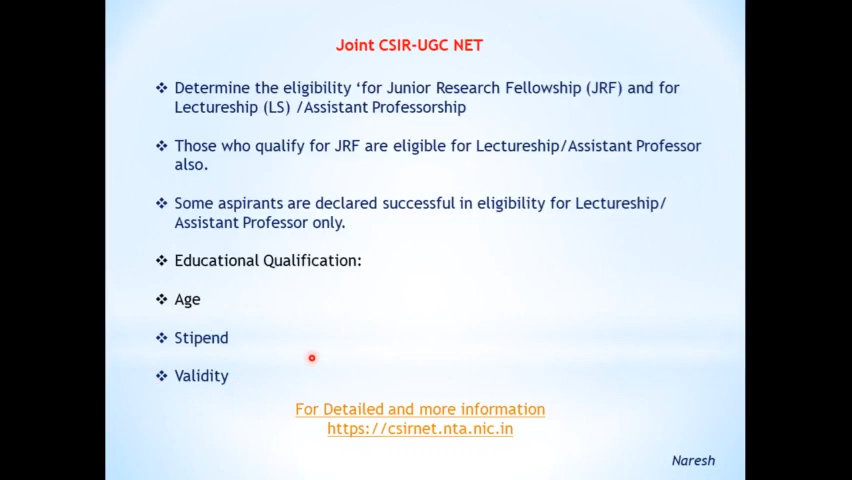 Joint CSIR-UGC NET
❖ Determine the eligibility ‘for Junior Research Fellowship (JRF) and for
Lectureship (LS) /Assistant Professorship
❖ Those who qualify for JRF are eligible for Lectureship/Assistant Professor
also.
❖ Some aspirants are declared successful in eligibility for Lectureship/
Assistant Professor only.
❖ Educational Qualification:
❖ Age
❖ Stipend
❖ Validity
For Detailed and more information
https://csirnet.nta.nic.in
Naresh